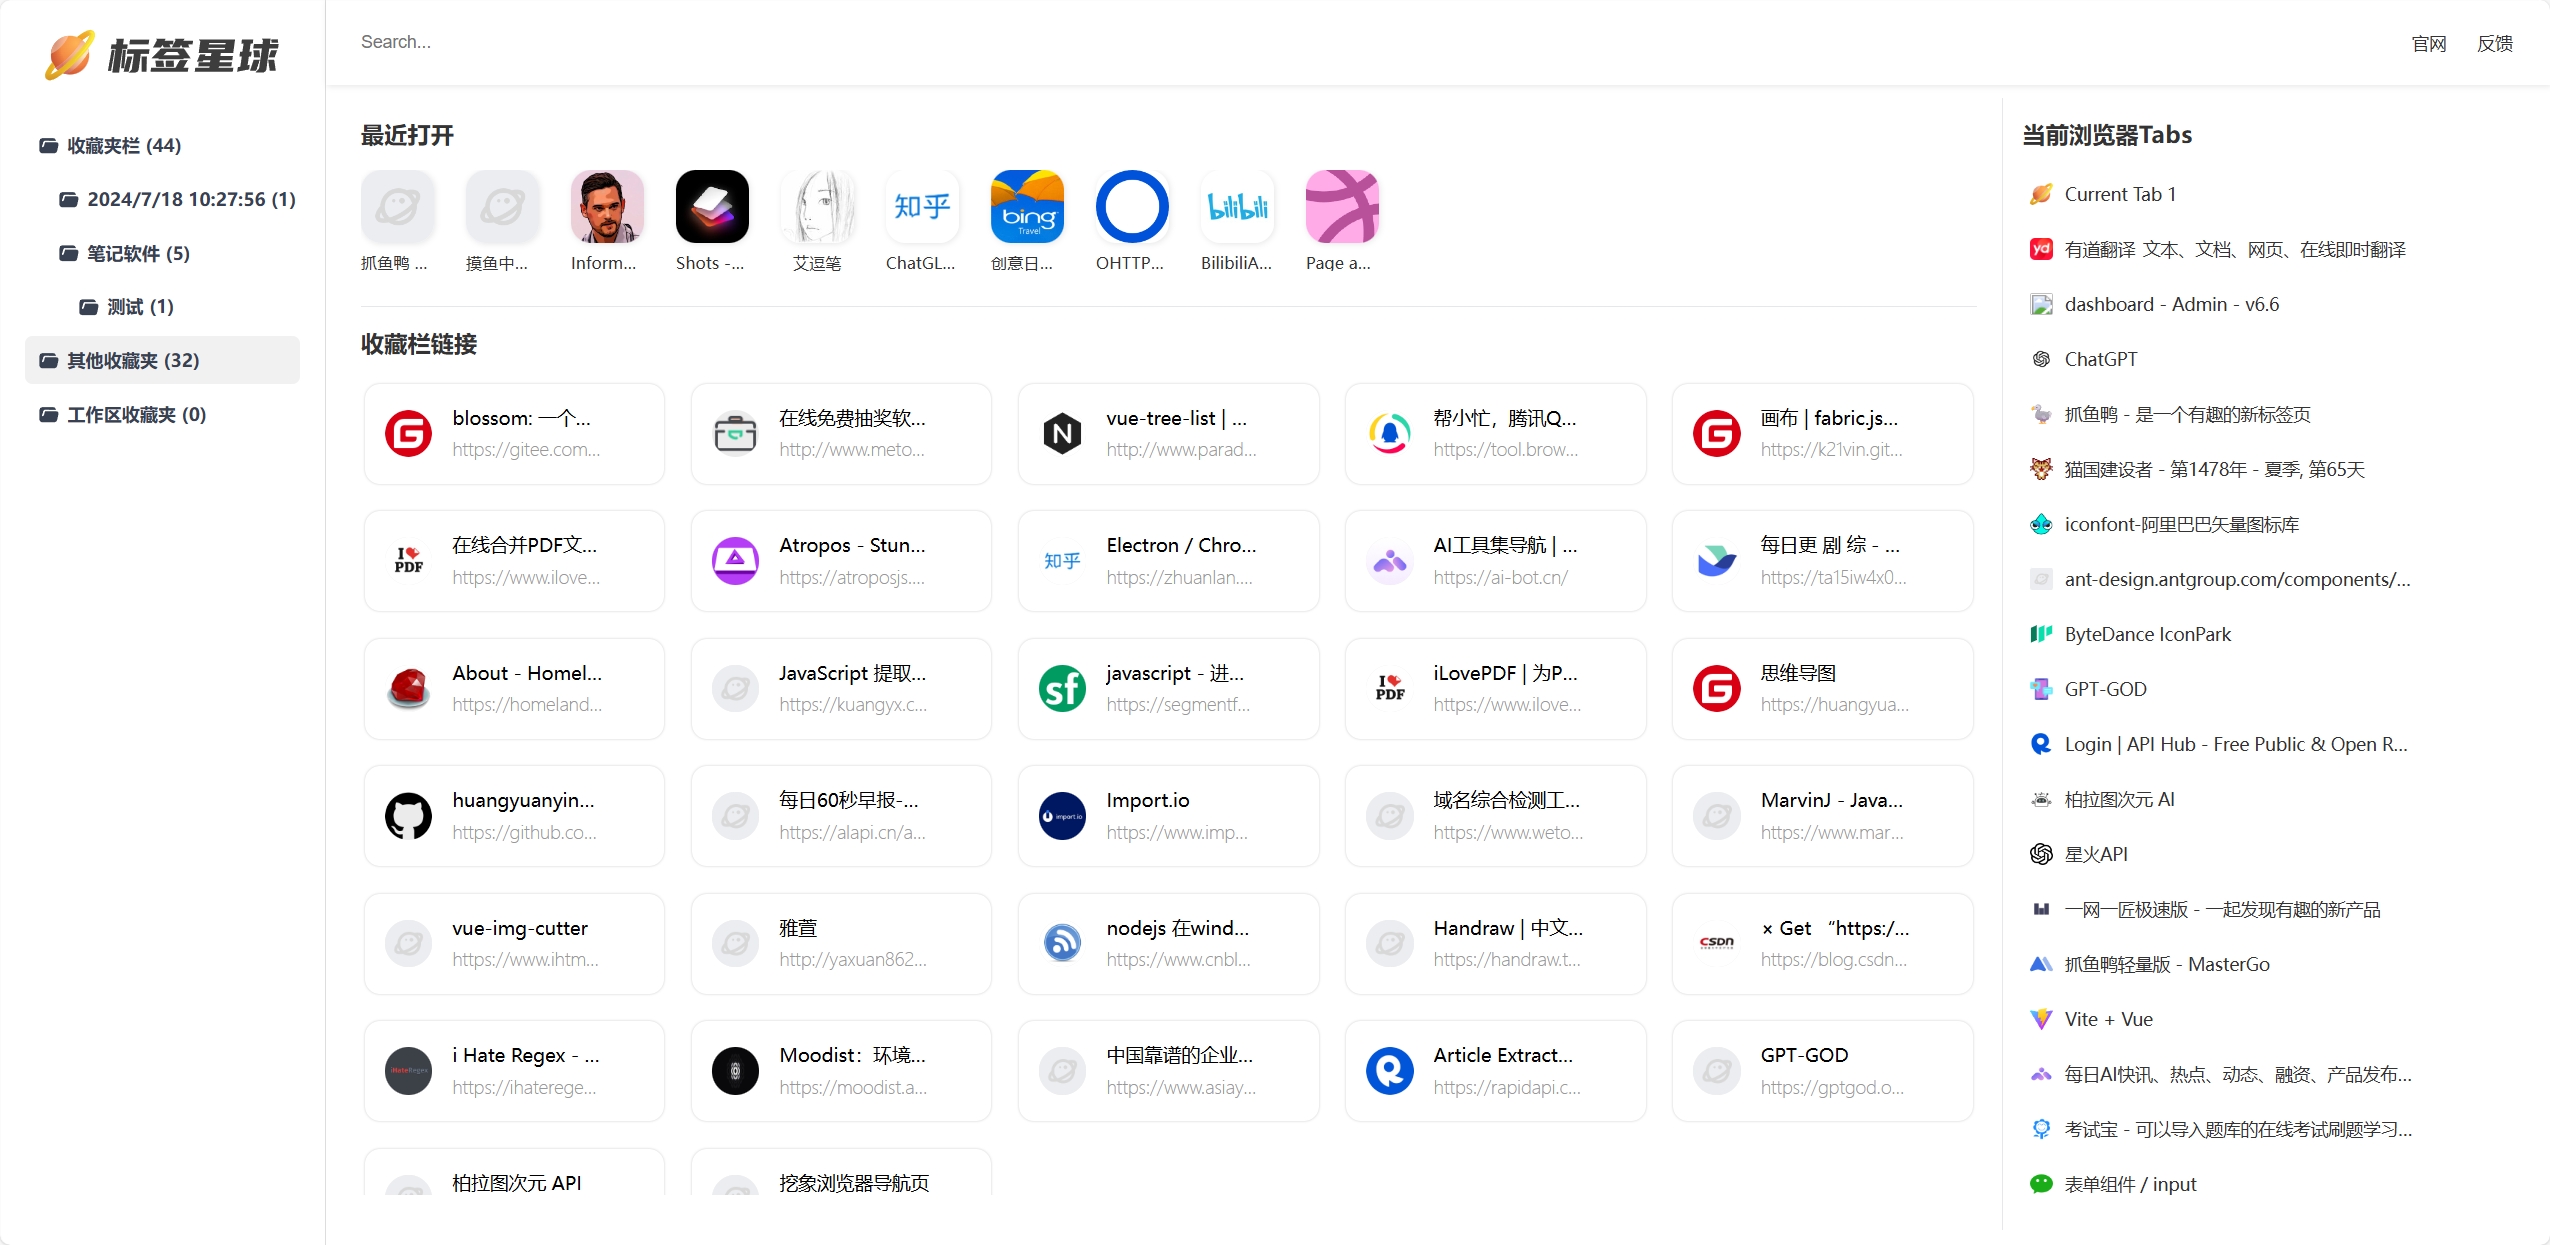 标签星球
收藏夹栏 (44)
2024/7/18 10:27:56 (1)
笔记软件 (5)
测试 (1)
其他收藏夹 (32)
工作区收藏夹 (0)
Search...
官网
反馈
最近打开
知乎
bing
Travel
bilibili
抓鱼鸭 ...
摸鱼中...
Inform...
Shots -...
艾逗笔
ChatGL...
创意日...
OHTTP...
BilibiliA...
Page a...
收藏栏链接
blossom: 一个...
https://gitee.com...
在线免费抽奖软...
http://www.meto...
vue-tree-list | ...
http://www.parad...
帮小忙，腾讯Q...
https://tool.brow...
画布 | fabric.js...
https://k21vin.git...
I PDF
在线合并PDF文...
https://www.ilove...
Atropos - Stun...
https://atroposjs....
知乎
Electron / Chro...
https://zhuanlan....
AI工具集导航 | ...
https://ai-bot.cn/
每日更 剧 综 - ...
https://ta15iw4x0...
About - Homel...
https://homeland...
JavaScript 提取...
https://kuangyx.c...
sf
javascript - 进...
https://segmentf...
I PDF
iLovePDF | 为P...
https://www.ilove...
思维导图
https://huangyua...
huangyuanyin...
https://github.co...
每日60秒早报-...
https://alapi.cn/a...
import.io
Import.io
https://www.imp...
域名综合检测工...
https://www.weto...
MarvinJ - Java...
https://www.mar...
vue-img-cutter
https://www.ihtm...
雅萱
http://yaxuan862...
nodejs 在wind...
https://www.cnbl...
Handraw | 中文...
https://handraw.t...
CSDN
× Get “https:/...
https://blog.csdn...
iHateRegex
i Hate Regex - ...
https://ihaterege...
Moodist：环境...
https://moodist.a...
中国靠谱的企业...
https://www.asiay...
Article Extract...
https://rapidapi.c...
GPT-GOD
https://gptgod.o...
柏拉图次元 API
挖象浏览器导航页
当前浏览器Tabs
Current Tab 1
yd
有道翻译_文本、文档、网页、在线即时翻译
dashboard - Admin - v6.6
ChatGPT
抓鱼鸭 - 是一个有趣的新标签页
猫国建设者 - 第1478年 - 夏季, 第65天
iconfont-阿里巴巴矢量图标库
ant-design.antgroup.com/components/...
ByteDance IconPark
GPT-GOD
Login | API Hub - Free Public & Open R...
柏拉图次元 AI
星火API
一网一匠极速版 - 一起发现有趣的新产品
抓鱼鸭轻量版 - MasterGo
Vite + Vue
每日AI快讯、热点、动态、融资、产品发布...
考试宝 - 可以导入题库的在线考试刷题学习...
表单组件 / input